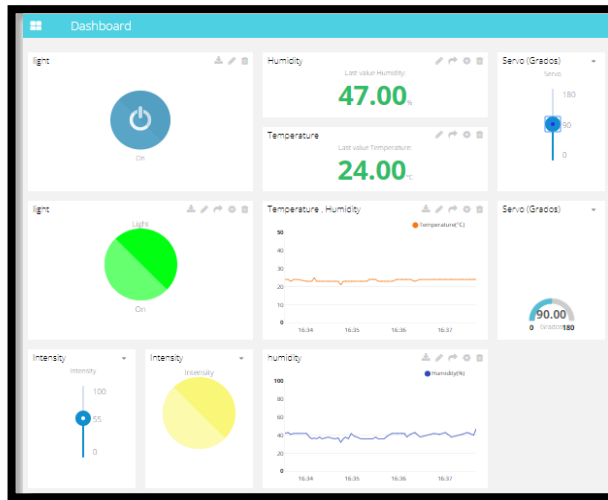 Dashboard
light
On
Humidity
Last value Humidity:
47.00%
Temperature
Last value Temperature:
24.00°C
Servo (Grados)
Servo
180
90
0
light
Light
On
Temperature , Humidity
Temperature(°C)
50
40
30
20
10
0
16:34 16:35 16:36 16:37
Servo (Grados)
90.00
0 Grados 180
Intensity
Intensity
100
55
0
Intensity
Intensity
humidity
Humidity(%)
100
80
60
40
20
0
16:34 16:35 16:36 16:37